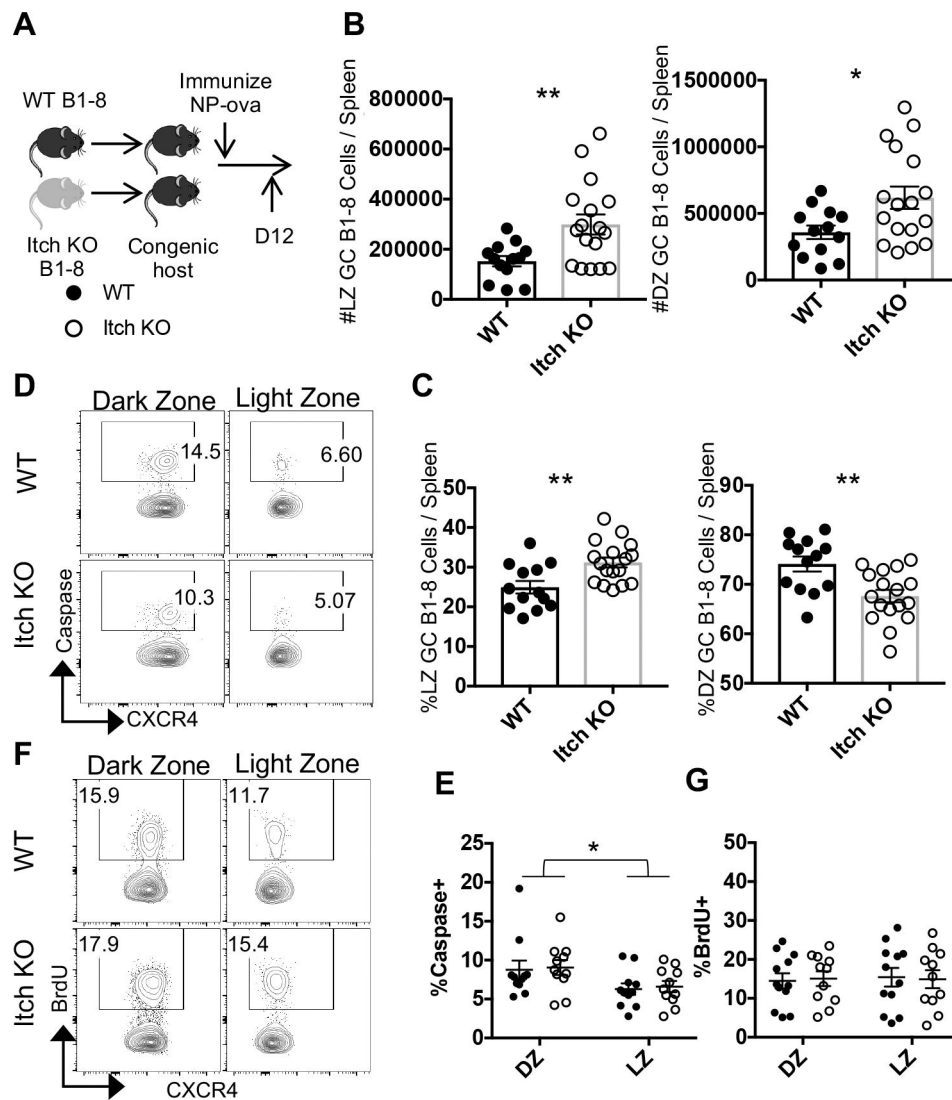 A
WT B1-8
Immunize
NP-ova
Itch KO
B1-8
Congenic
host
D12
WT
Itch KO
B
#LZ GC B1-8 Cells / Spleen
800000
600000
400000
200000
0
**
WT
Itch KO
#DZ GC B1-8 Cells / Spleen
1500000
1000000
500000
0
*
WT
Itch KO
D
Dark Zone
Light Zone
WT
14.5
6.60
Itch KO
10.3
5.07
Caspase
CXCR4
C
%LZ GC B1-8 Cells / Spleen
50
40
30
20
10
0
**
WT
Itch KO
%DZ GC B1-8 Cells / Spleen
90
80
70
60
50
**
WT
Itch KO
F
Dark Zone
Light Zone
WT
15.9
11.7
Itch KO
17.9
15.4
BrdU
CXCR4
E
%Caspase+
25
20
15
10
5
0
*
DZ
LZ
G
%BrdU+
50
40
30
20
10
0
DZ
LZ